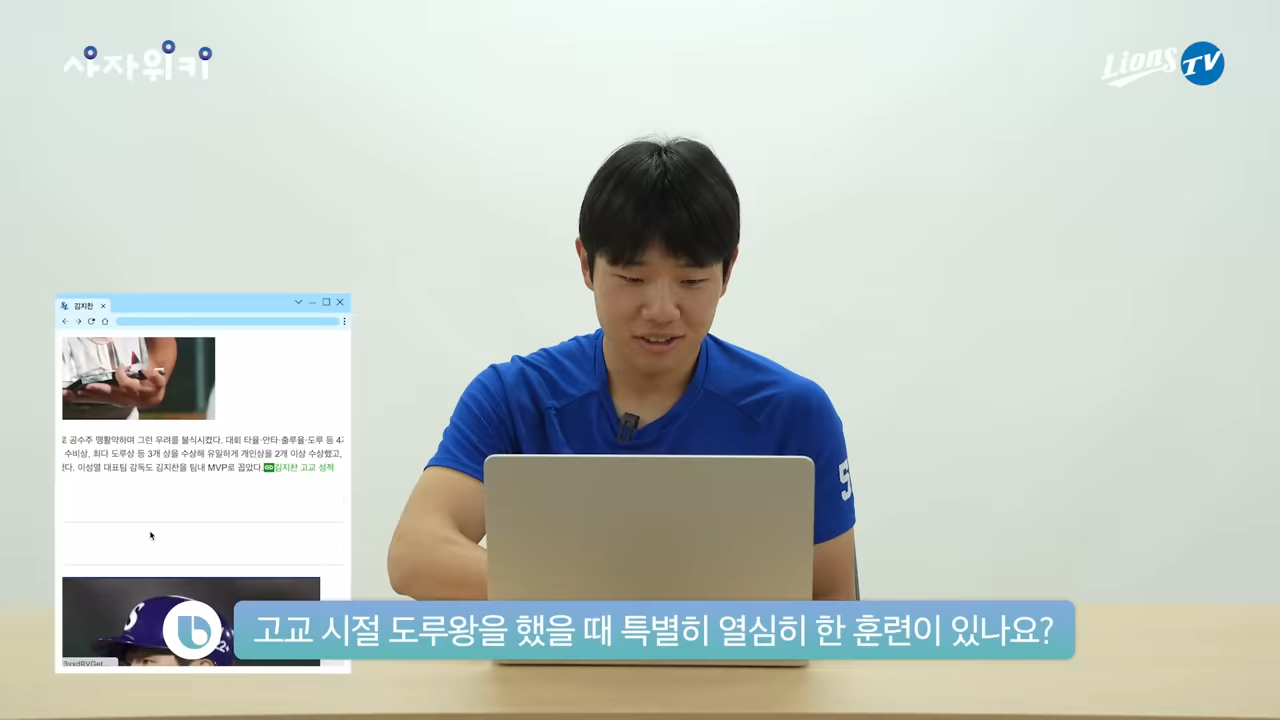 사자위키
Lions TV
김지찬
공수주 맹활약하며 그런 우려를 불식시켰다. 대회 타율·안타·출루율·도루 등 4
수비상, 최다 도루상 등 3개 상을 수상해 유일하게 개인상을 2개 이상 수상했고,
다. 이성열 대표팀 감독도 김지찬을 팀내 MVP로 꼽았다. 김지찬 고교 성적
S
고교 시절 도루왕을 했을 때 특별히 열심히 한 훈련이 있나요?